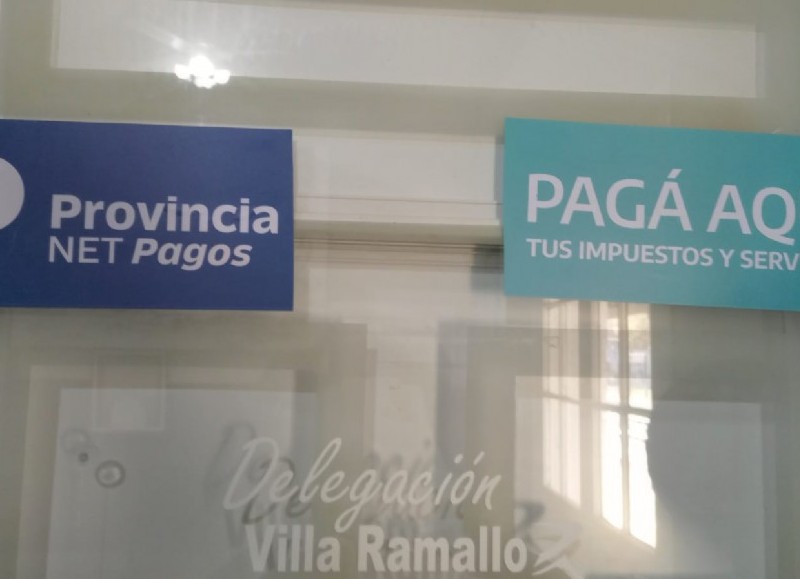 Provincia
NET Pagos
PAGÁ AQ
TUS IMPUESTOS Y SERV
Delegación
Villa Ramallo